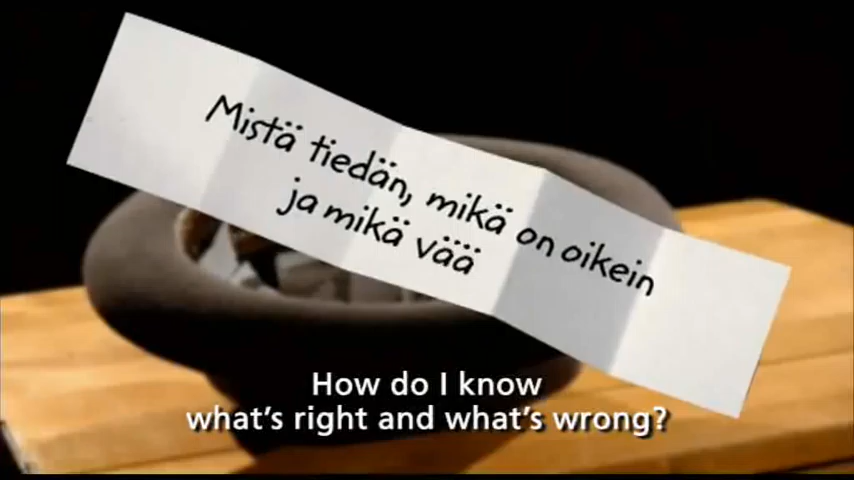 Mistä tiedän, mikä on oikein
ja mikä vää
How do I know
what's right and what's wrong?